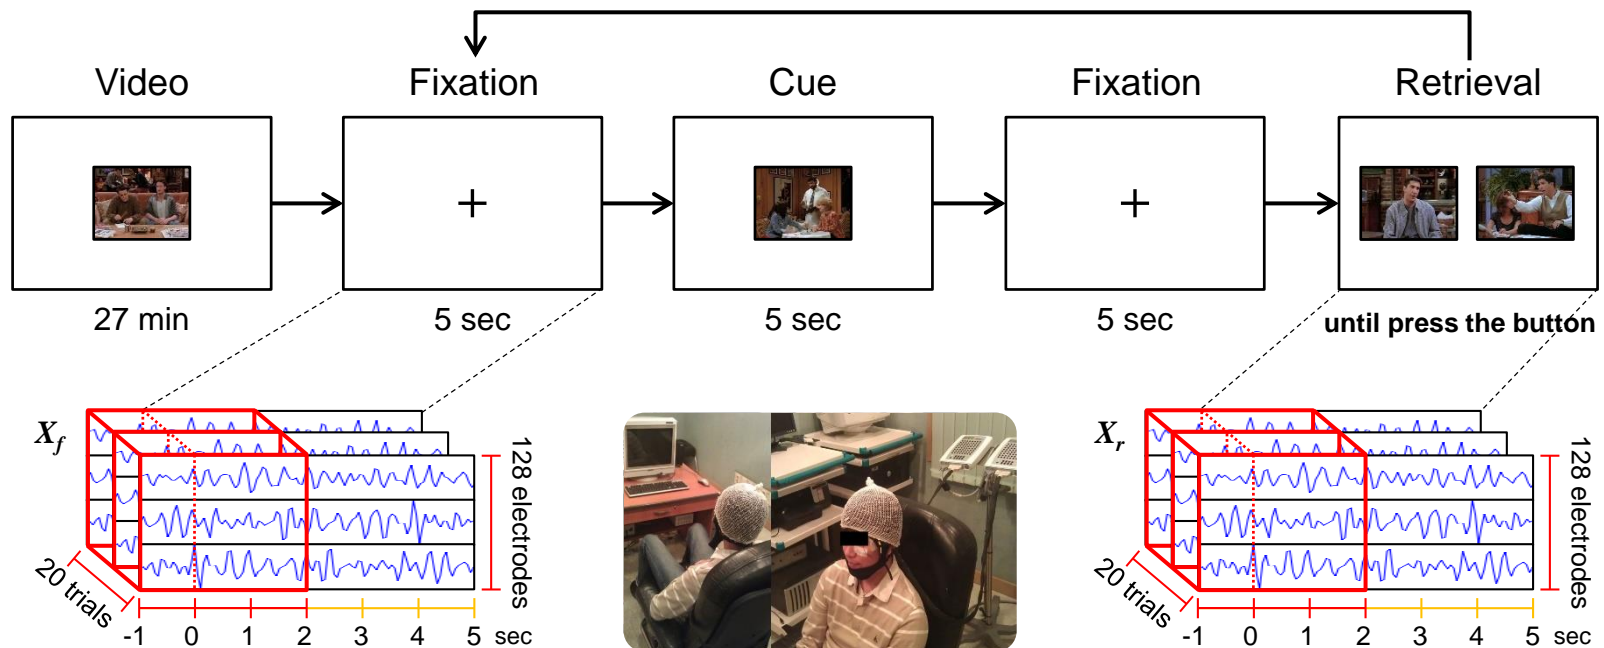 Video
Fixation
Cue
Fixation
Retrieval
+
+
27 min
5 sec
5 sec
5 sec
until press the button
X_f
128 electrodes
20 trials
-1 0 1 2 3 4 5 sec
X_r
128 electrodes
20 trials
-1 0 1 2 3 4 5 sec